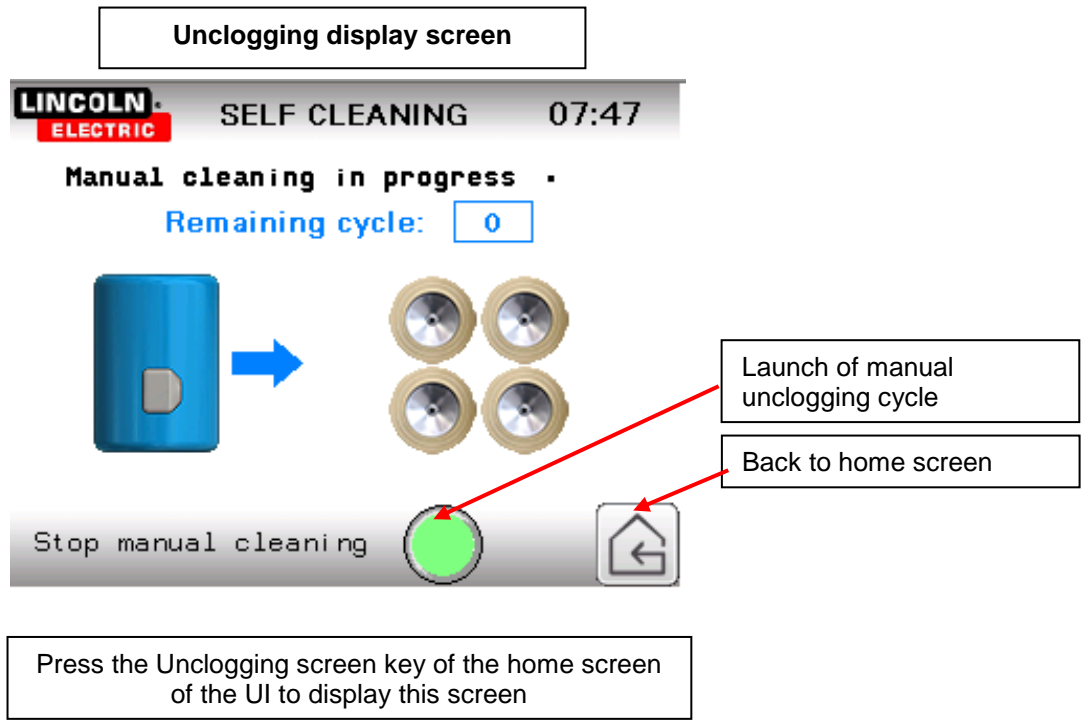 Unclogging display screen
LINCOLN
ELECTRIC
SELF CLEANING
07:47
Manual cleaning in progress .
Remaining cycle: 0
Launch of manual
unclogging cycle
Back to home screen
Stop manual cleaning
Press the Unclogging screen key of the home screen
of the UI to display this screen